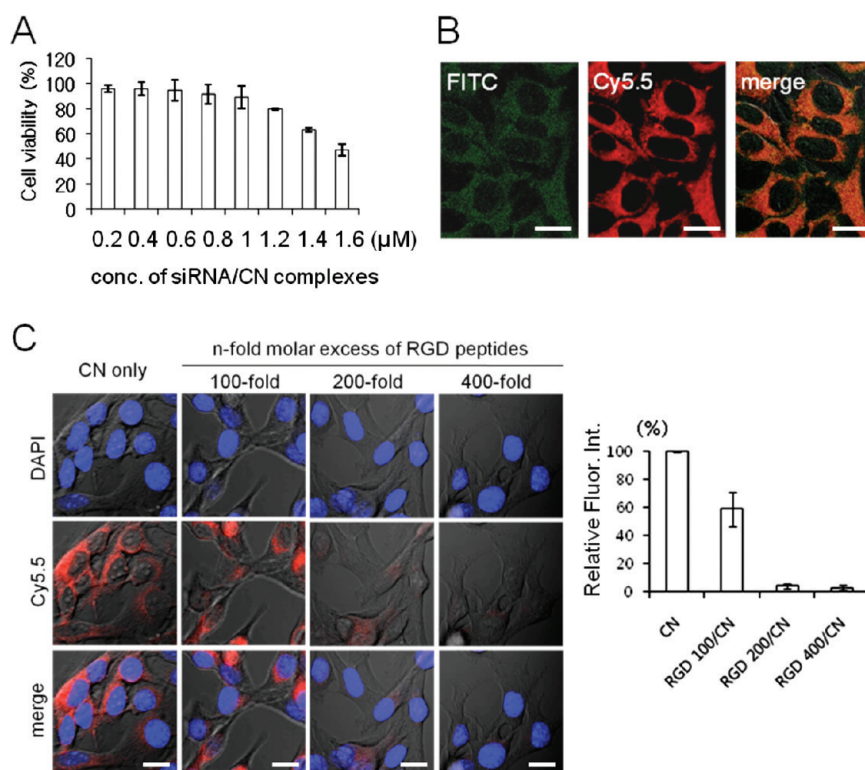 A
Cell viability (%)
120
100
80
60
40
20
0
0.2 0.4 0.6 0.8 1 1.2 1.4 1.6 (μM)
conc. of siRNA/CN complexes
B
FITC
Cy5.5
merge
C
n-fold molar excess of RGD peptides
CN only
100-fold
200-fold
400-fold
DAPI
Cy5.5
merge
(%)
Relative Fluor. Int.
100
80
60
40
20
0
CN
RGD 100/CN
RGD 200/CN
RGD 400/CN